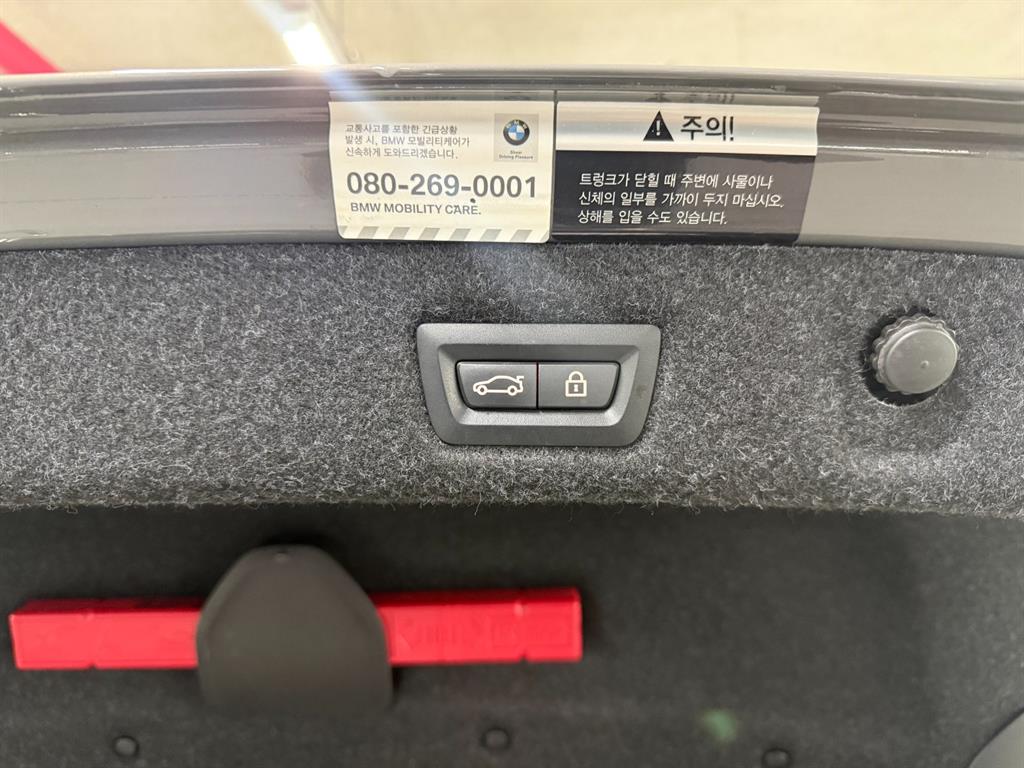 교통사고를 포함한 긴급상황
발생 시, BMW 모빌리티케어가
신속하게 도와드리겠습니다.
BMW
Sheer
Driving Pleasure
080-269-0001
BMW MOBILITY CARE.
주의!
트렁크가 닫힐 때 주변에 사물이나
신체의 일부를 가까이 두지 마십시오.
상해를 입을 수도 있습니다.